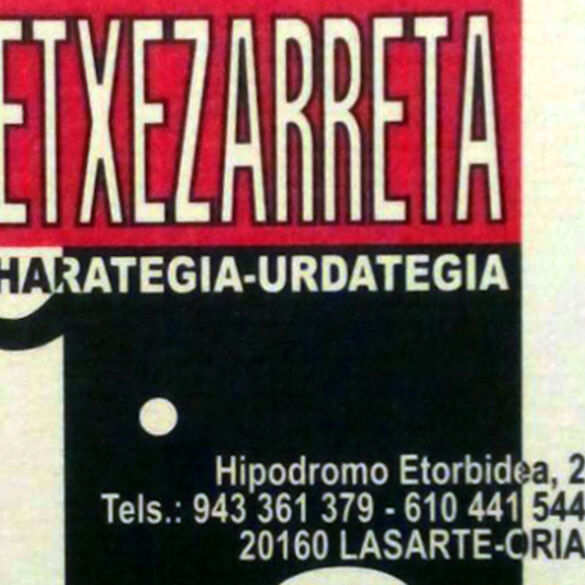 ETXEZARRETA
HARATEGIA-URDATEGIA
Hipodromo Etorbidea, 2
Tels.: 943 361 379 - 610 441 544
20160 LASARTE-ORIA